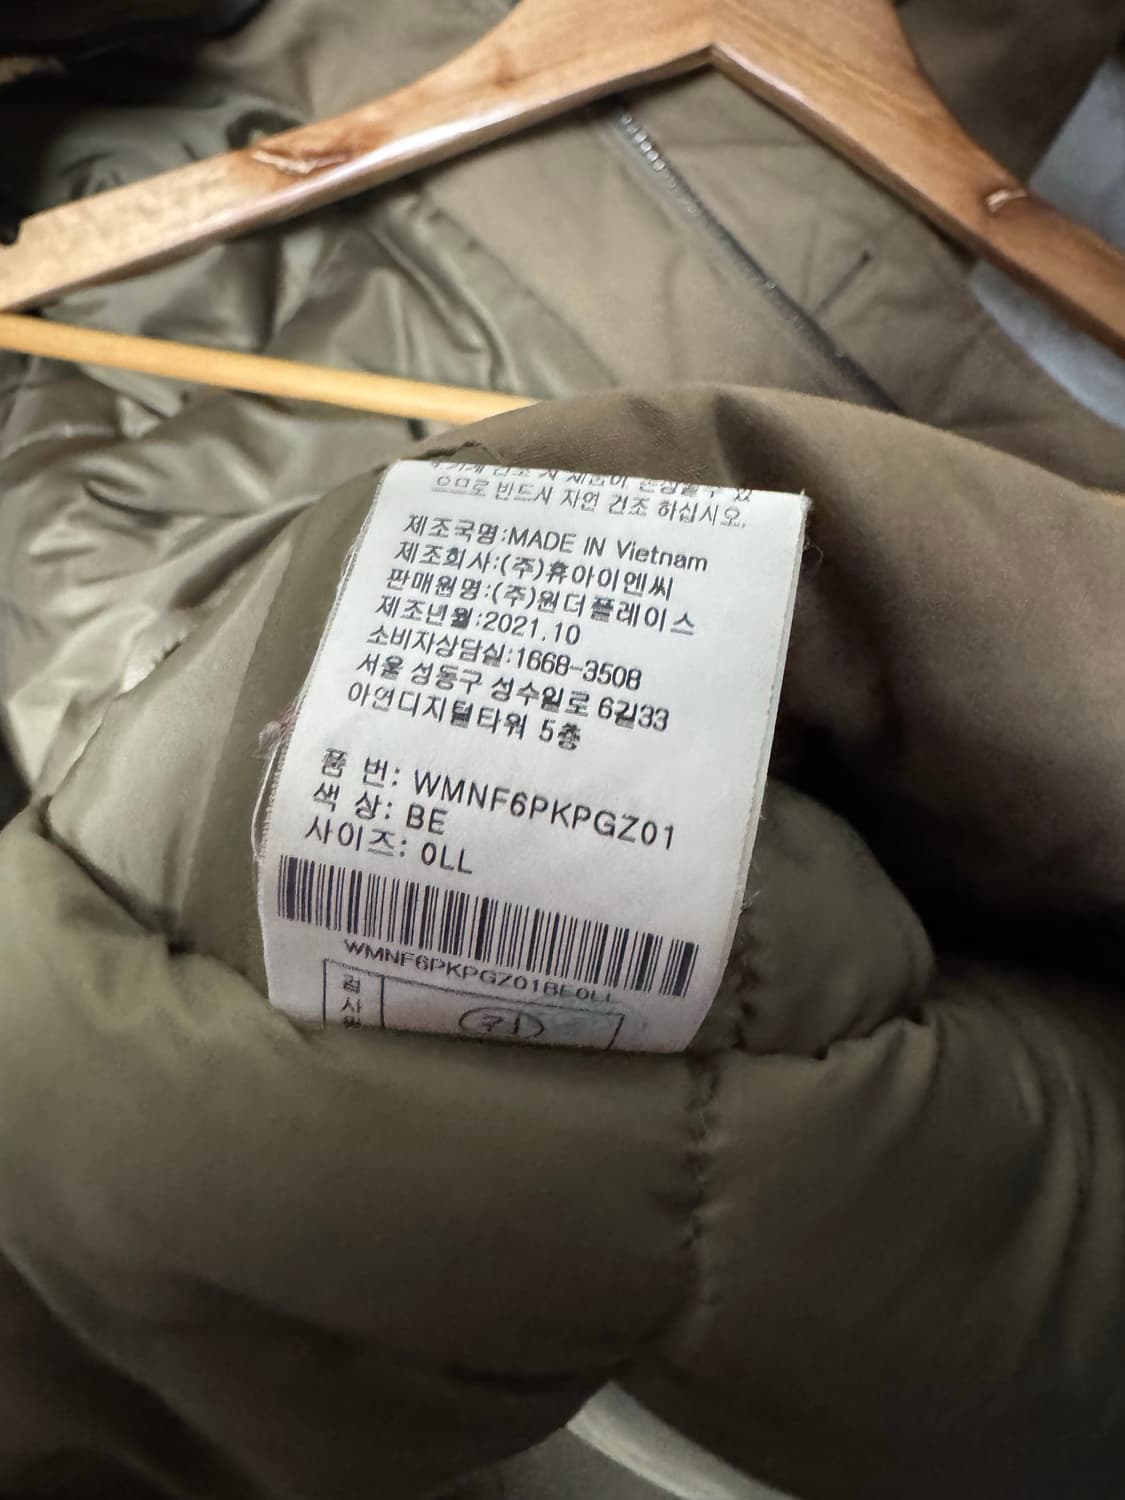 으므로 반드시 자연 건조 하십시오.
제조국명:MADE IN Vietnam
제조회사:(주)휴아이엔씨
판매원명:(주)원더플레이스
제조년월:2021.10
소비자상담실:1668-3508
서울 성동구 성수일로 6길33
아연디지털타워 5층
품 번: WMNF6PKPGZ01
색 상: BE
사이즈: 0LL
WMNF6PKPGZ01BE0LL
검
사